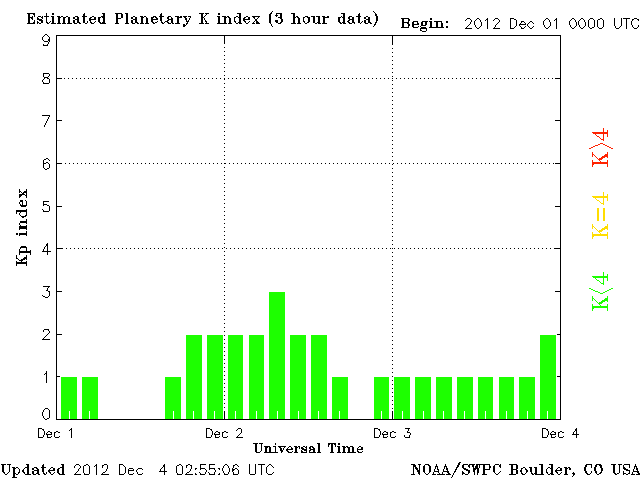 Estimated Planetary K index (3 hour data) Begin: 2012 Dec 01 0000 UTC
9
8
7
6
5
4
3
2
1
0
Kp index
K>4
K=4
K<4
Dec 1 Dec 2 Dec 3 Dec 4
Universal Time
Updated 2012 Dec 4 02:55:06 UTC NOAA/SWPC Boulder, CO USA